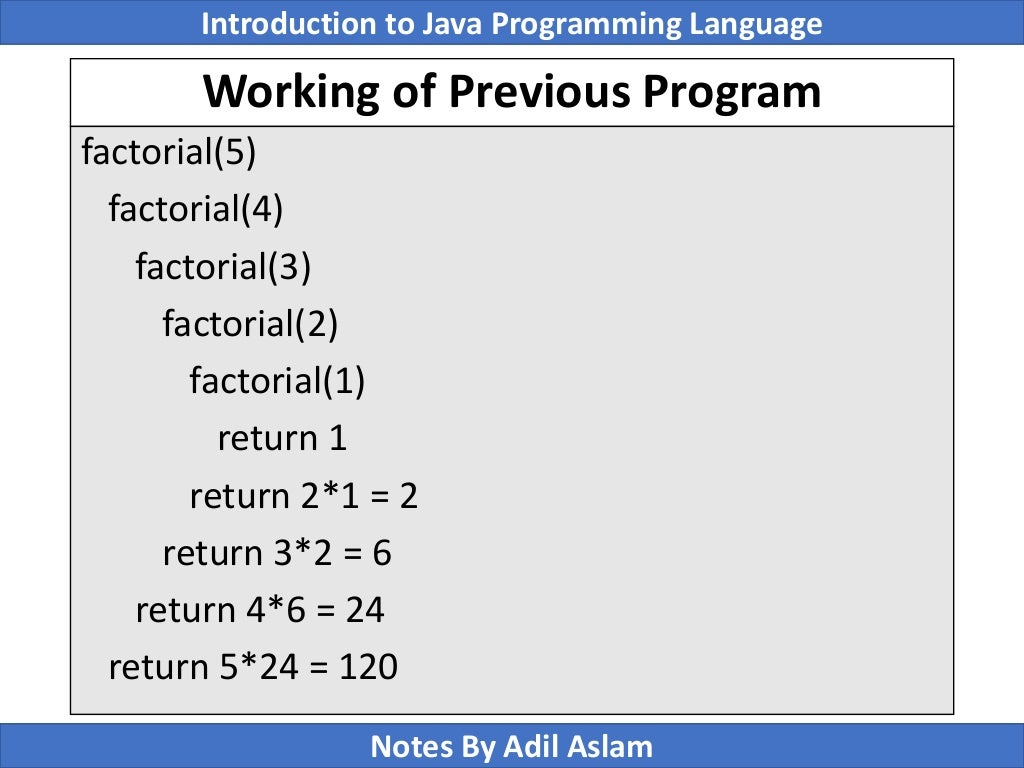 Introduction to Java Programming Language
Working of Previous Program
factorial(5)
factorial(4)
factorial(3)
factorial(2)
factorial(1)
return 1
return 2*1 = 2
return 3*2 = 6
return 4*6 = 24
return 5*24 = 120
Notes By Adil Aslam